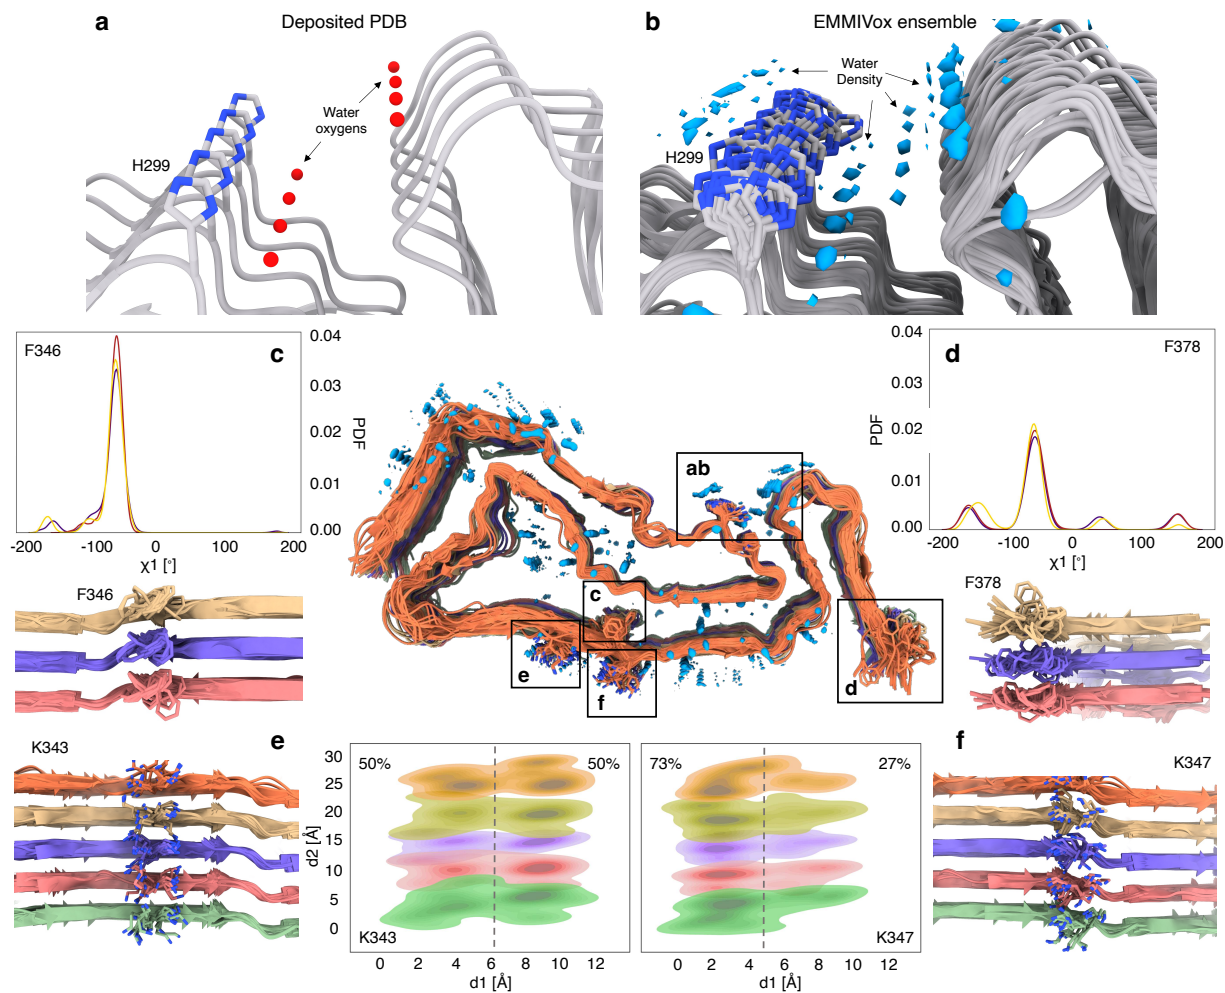 a
Deposited PDB
Water
oxygens
H299
b
EMMIVox ensemble
Water
Density
H299
F346
c
0.04
0.03
0.02
0.01
0.00
PDF
-200
-100
0
100
200
χ1 [°]
ab
c
e
f
d
0.04
0.03
0.02
0.01
0.00
PDF
d
F378
-200
-100
0
100
200
χ1 [°]
F346
F378
K343
e
50%
50%
30
25
20
15
10
5
0
d2 [Å]
K343
0
2
4
6
8
10
12
d1 [Å]
73%
27%
K347
0
2
4
6
8
10
12
d1 [Å]
f
K347